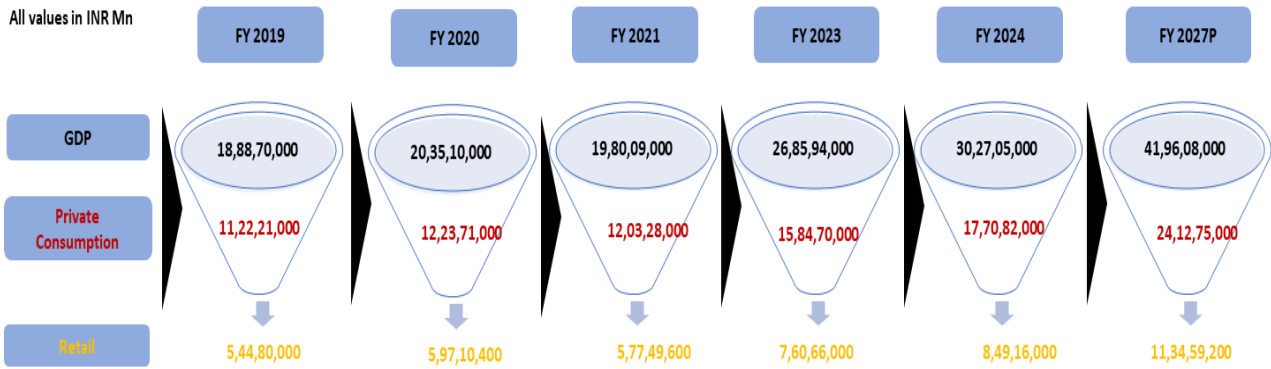 All values in INR Mn
FY 2019
FY 2020
FY 2021
FY 2023
FY 2024
FY 2027P
GDP
18,88,70,000
20,35,10,000
19,80,09,000
26,85,94,000
30,27,05,000
41,96,08,000
Private
Consumption
11,22,21,000
12,23,71,000
12,03,28,000
15,84,70,000
17,70,82,000
24,12,75,000
Retail
5,44,80,000
5,97,10,400
5,77,49,600
7,60,66,000
8,49,16,000
11,34,59,200